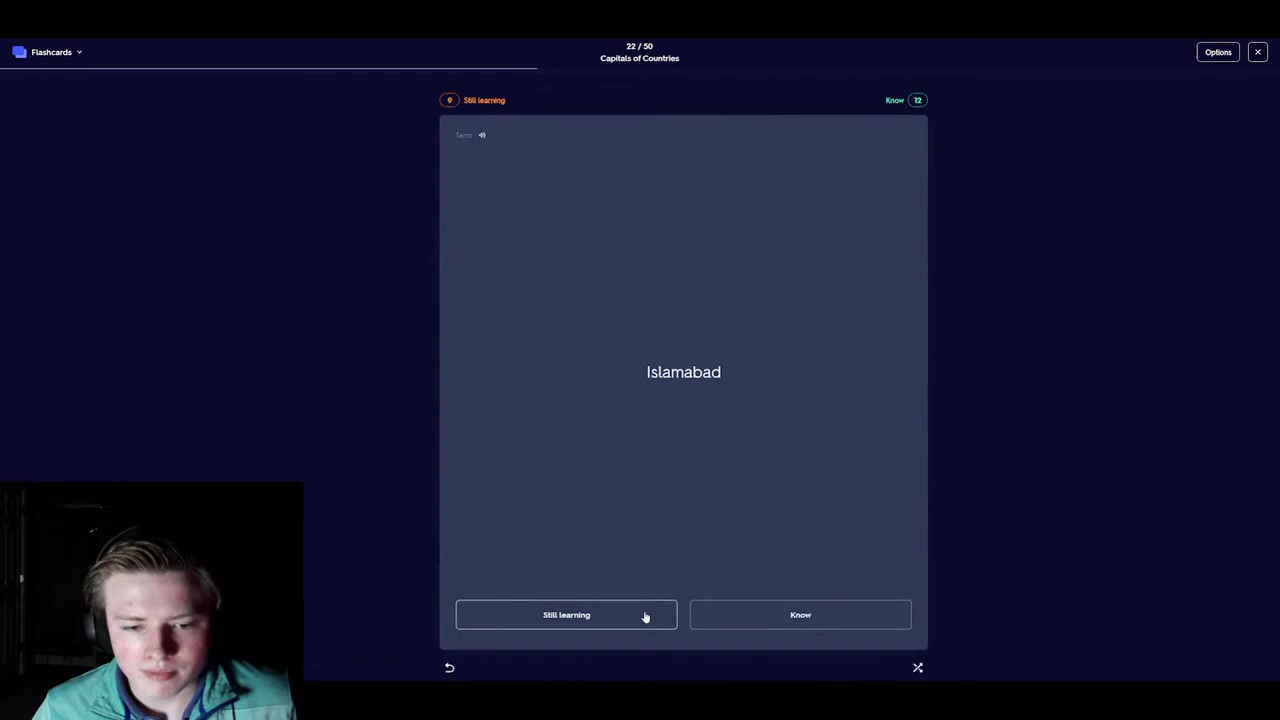 Flashcards
22 / 50
Capitals of Countries
Options
9 Still learning
Know 12
Term
Islamabad
Still learning
Know